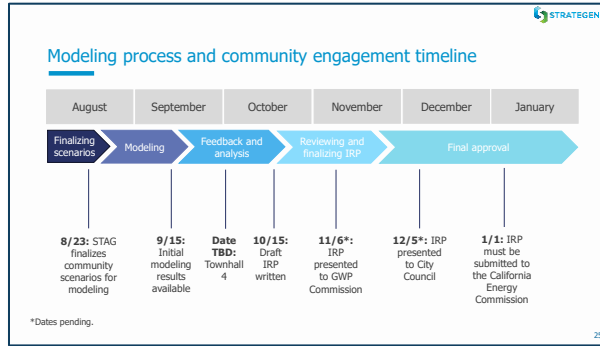 STRATEGEN
Modeling process and community engagement timeline
August
September
October
November
December
January
Finalizing
scenarios
Modeling
Feedback and
analysis
Reviewing and
finalizing IRP
Final approval
8/23: STAG
finalizes
community
scenarios for
modeling
9/15:
Initial
modeling
results
available
Date
TBD:
Townhall
4
10/15:
Draft
IRP
written
11/6*:
IRP
presented
to GWP
Commission
12/5*: IRP
presented
to City
Council
1/1: IRP
must be
submitted to
the California
Energy
Commission
*Dates pending.